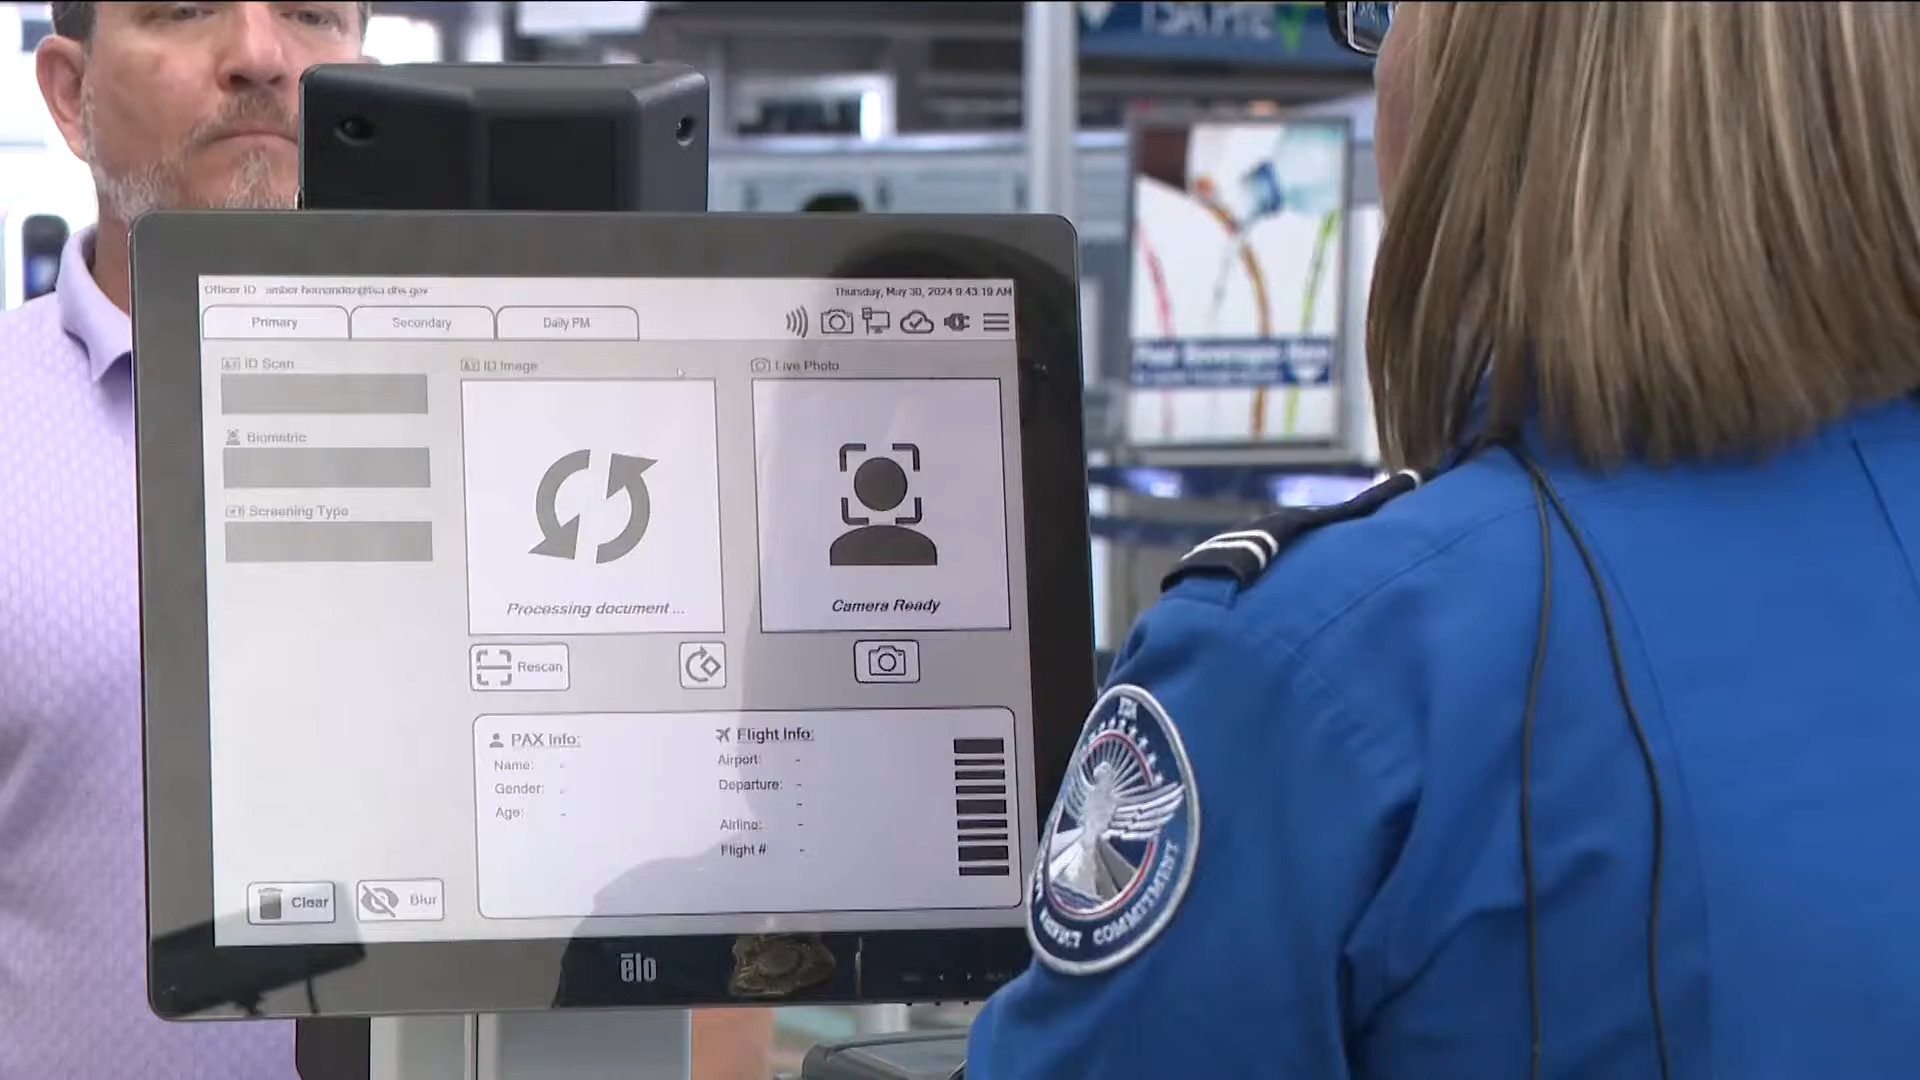 TSA PRE
Officer ID amber.hernandez@tsa.dhs.gov
Thursday, May 30, 2024 9:43:19 AM
Primary
Secondary
Daily PM
ID Scan
ID Image
Live Photo
Biometric
Screening Type
Processing document ...
Camera Ready
Rescan
PAX Info:
Flight Info:
Name: -
Airport: -
Gender: -
Departure: -
-
Age: -
Airline: -
Flight # -
Clear
Blur
elo
COMMITMENT